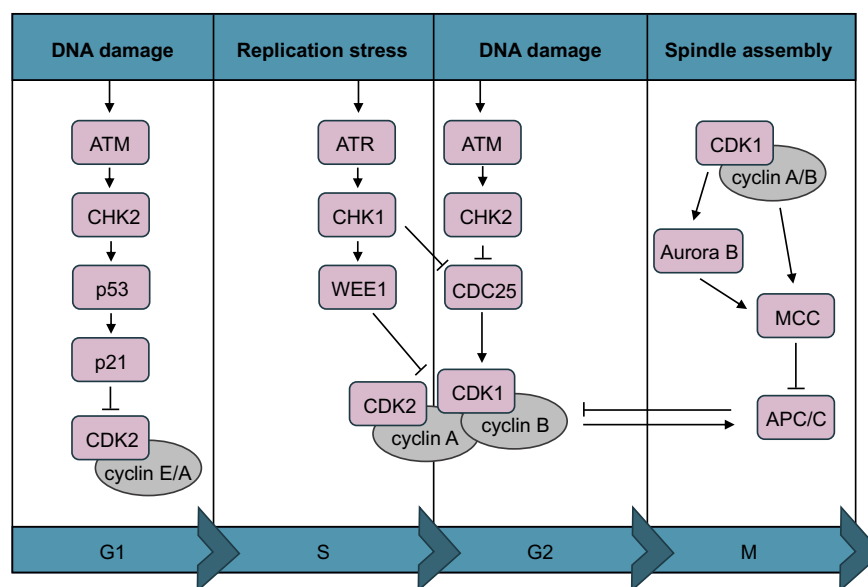 DNA damage
Replication stress
DNA damage
Spindle assembly
ATM
CHK2
p53
p21
CDK2
cyclin E/A
ATR
CHK1
WEE1
CDK2
cyclin A
ATM
CHK2
CDC25
CDK1
cyclin B
CDK1
cyclin A/B
Aurora B
MCC
APC/C
G1
S
G2
M